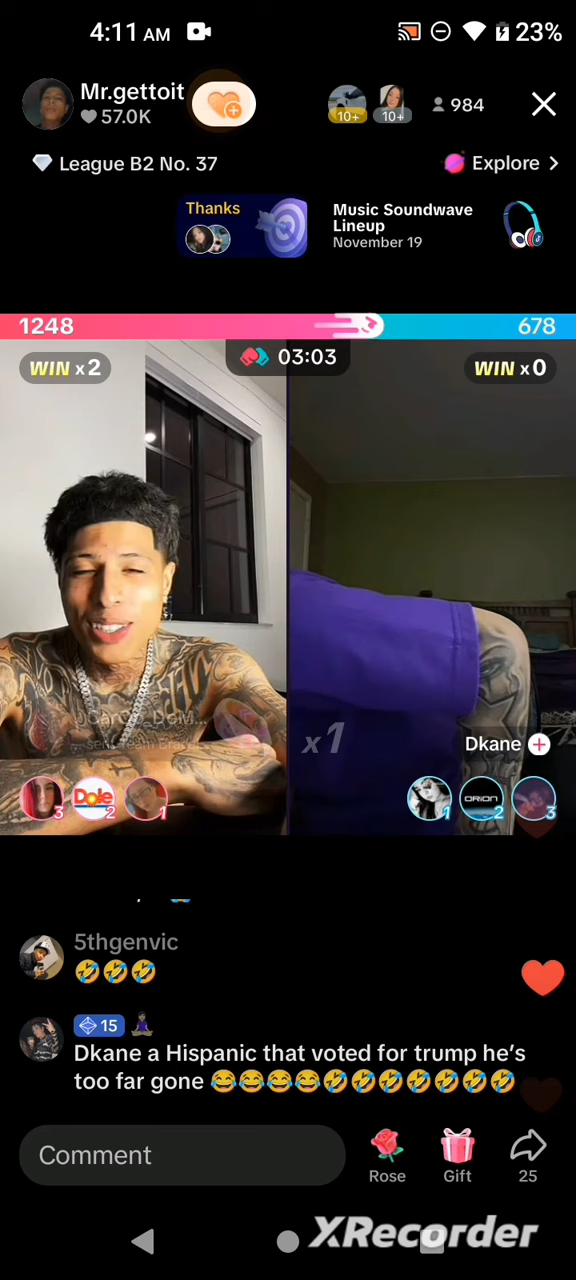 4:11 AM
23%
Mr.gettoit
57.0K
10+
10+
984
League B2 No. 37
Explore >
Thanks
Music Soundwave
Lineup
November 19
1248
678
03:03
WIN x2
WIN x0
x1
Dkane
3
Dole
2
1
1
ORION
2
3
5thgenvic
🤣🤣🤣
15
Dkane a Hispanic that voted for trump he's
too far gone 😂😂😂😂🤣🤣🤣🤣🤣🤣🤣
Comment
Rose
Gift
25
XRecorder